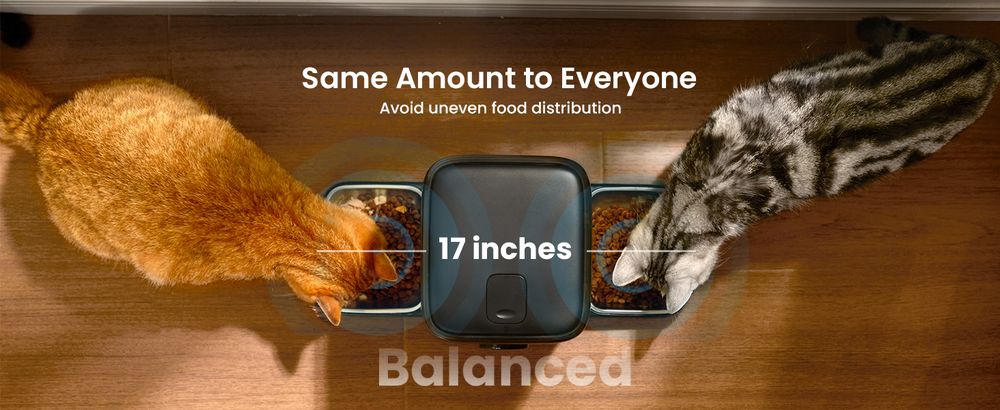 Same Amount to Everyone
Avoid uneven food distribution
17 inches
Balanced